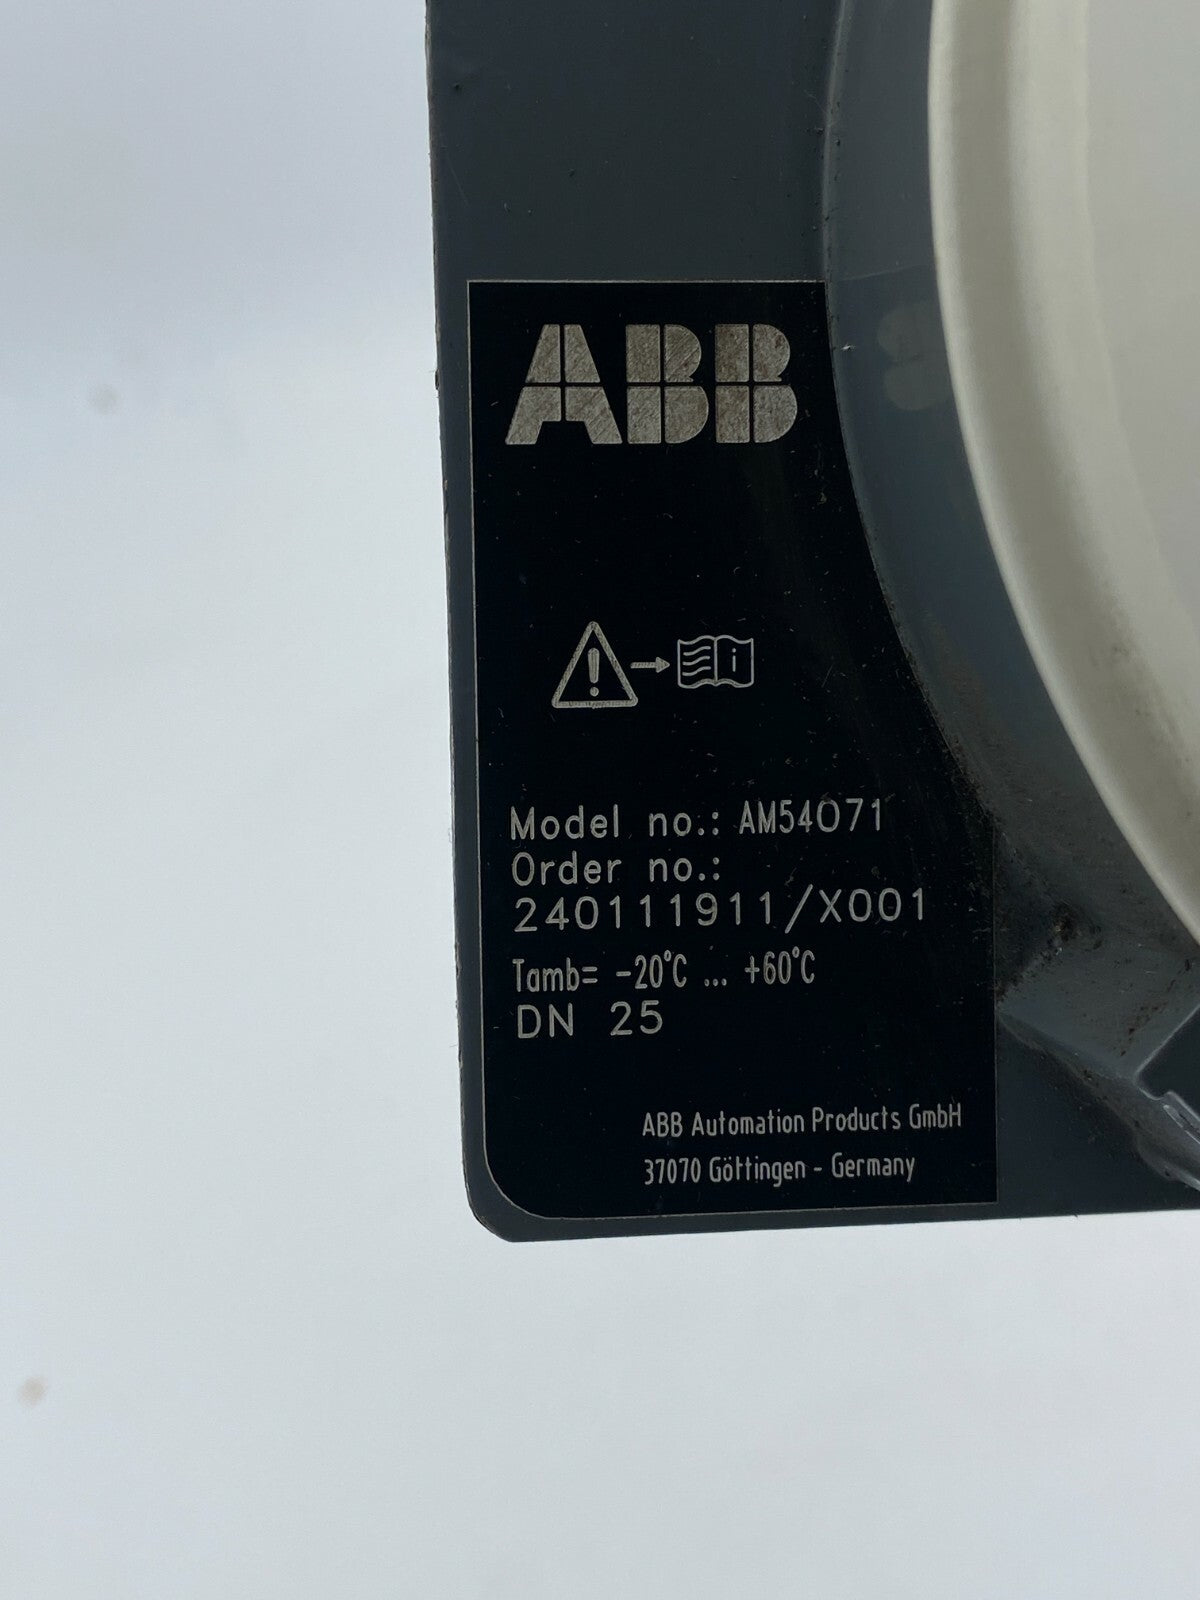 ABB
i
Model no.: AM54071
Order no.:
240111911/X001
Tamb= -20°C ... +60°C
DN 25
ABB Automation Products GmbH
37070 Göttingen - Germany